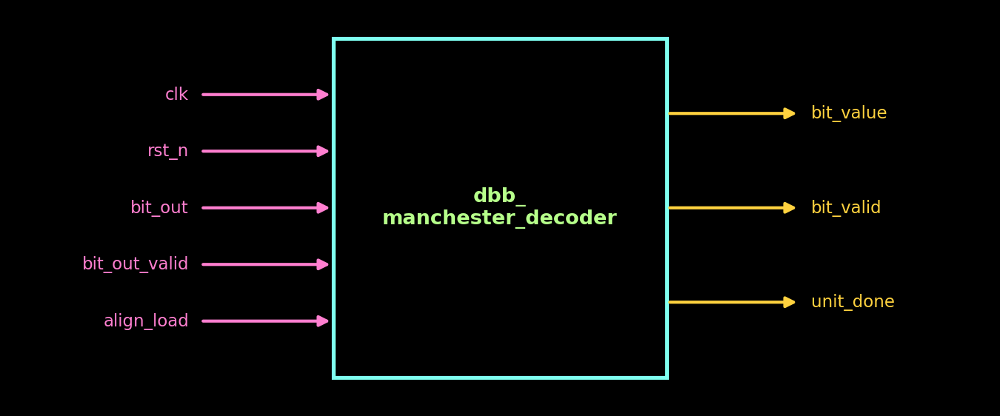 clk
rst_n
bit_out
bit_out_valid
align_load
dbb_
manchester_decoder
bit_value
bit_valid
unit_done